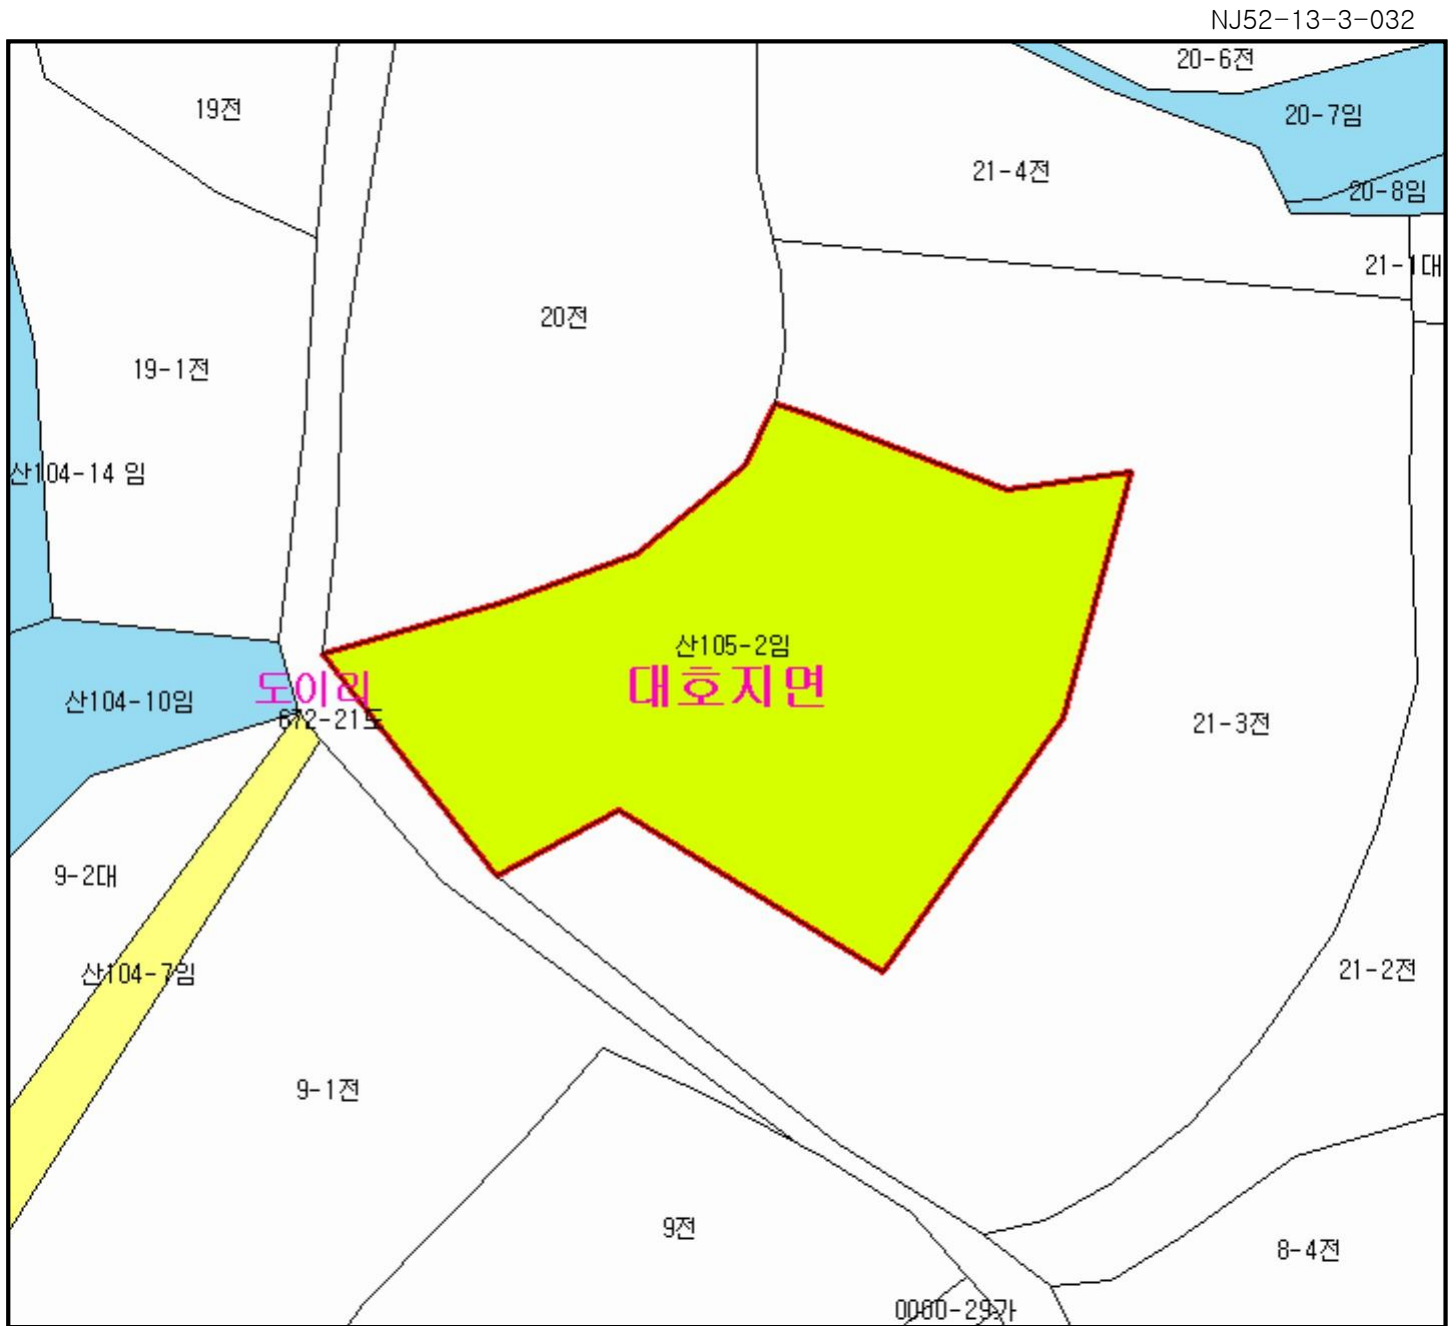 NJ52-13-3-032
20-6전
19전
20-7임
21-4전
20-8임
21-1대
20전
19-1전
산104-14 임
산105-2임
도이리
대호지면
산104-10임
672-21도
21-3전
9-2대
산104-7임
21-2전
9-1전
9전
8-4전